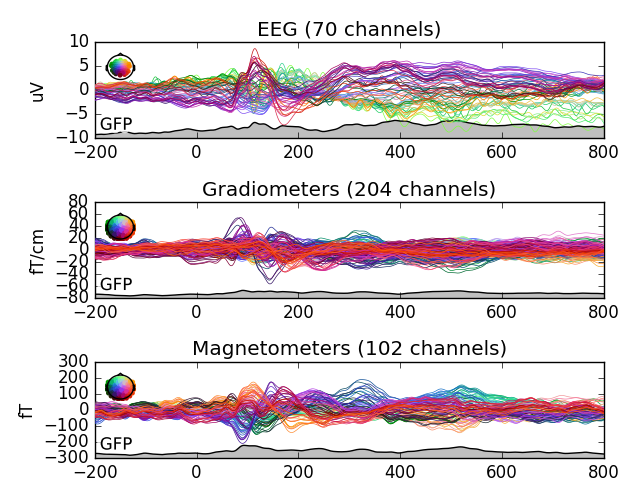 EEG (70 channels)
10
5
0
−5
−10
uV
GFP
−200 0 200 400 600 800
Gradiometers (204 channels)
80
60
40
20
0
−20
−40
−60
−80
fT/cm
GFP
−200 0 200 400 600 800
Magnetometers (102 channels)
300
200
100
0
−100
−200
−300
fT
GFP
−200 0 200 400 600 800